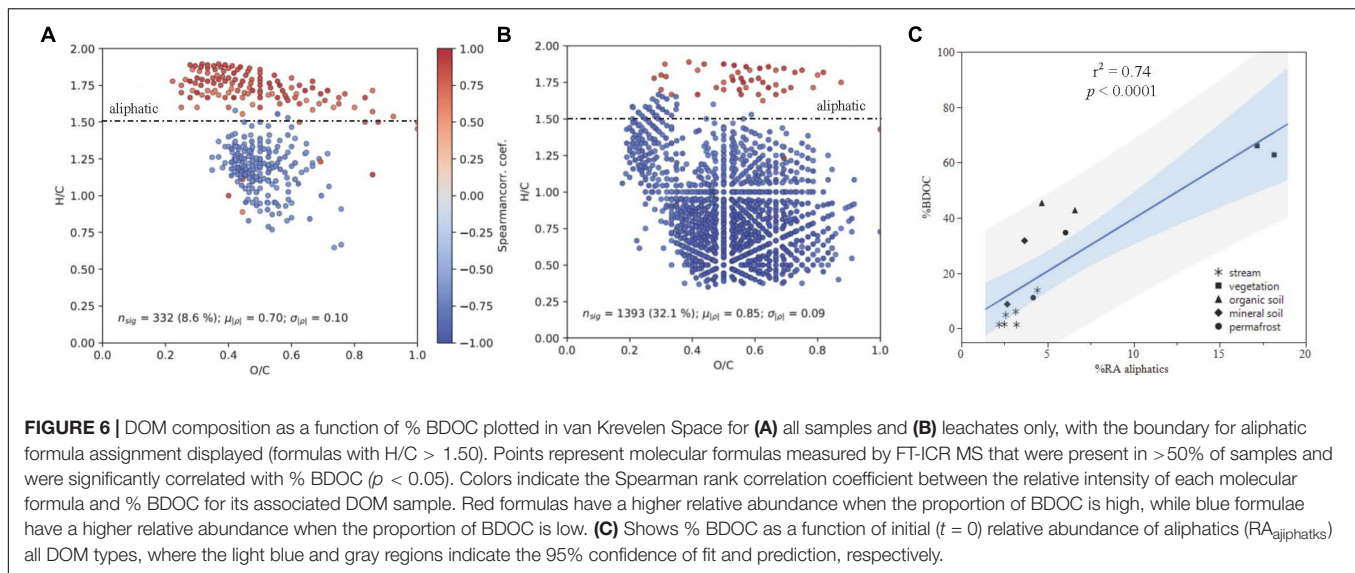 A
2.00
1.75
1.50
1.25
1.00
0.75
0.50
0.25
0.00
H/C
aliphatic
n_sig = 332 (8.6 %); μ_|ρ| = 0.70; σ_|ρ| = 0.10
0.0
0.2
0.4
0.6
0.8
1.0
O/C
1.00
0.75
0.50
0.25
0.00
−0.25
−0.50
−0.75
−1.00
Spearmancorr. coef.
B
2.00
1.75
1.50
1.25
1.00
0.75
0.50
0.25
0.00
H/C
aliphatic
n_sig = 1393 (32.1 %); μ_|ρ| = 0.85; σ_|ρ| = 0.09
0.0
0.2
0.4
0.6
0.8
1.0
O/C
C
100
80
60
40
20
0
%BDOC
r² = 0.74
p < 0.0001
stream
vegetation
organic soil
mineral soil
permafrost
0
5
10
15
20
%RA aliphatics
FIGURE 6 | DOM composition as a function of % BDOC plotted in van Krevelen Space for (A) all samples and (B) leachates only, with the boundary for aliphatic
formula assignment displayed (formulas with H/C > 1.50). Points represent molecular formulas measured by FT-ICR MS that were present in >50% of samples and
were significantly correlated with % BDOC (p < 0.05). Colors indicate the Spearman rank correlation coefficient between the relative intensity of each molecular
formula and % BDOC for its associated DOM sample. Red formulas have a higher relative abundance when the proportion of BDOC is high, while blue formulae
have a higher relative abundance when the proportion of BDOC is low. (C) Shows % BDOC as a function of initial (t = 0) relative abundance of aliphatics (RA_ajiphatks)
all DOM types, where the light blue and gray regions indicate the 95% confidence of fit and prediction, respectively.